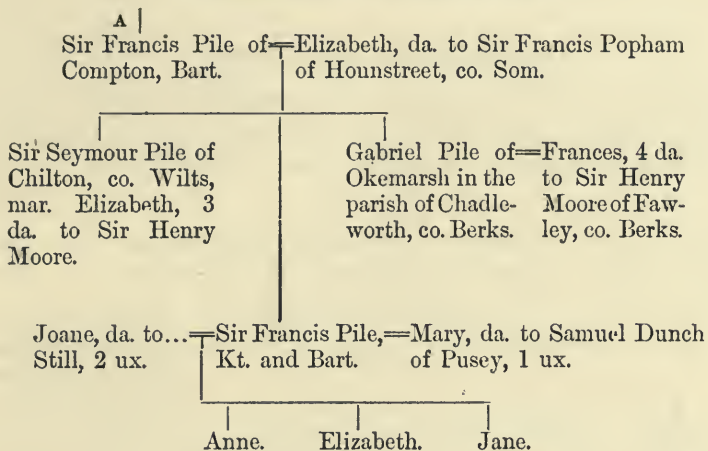 A
Sir Francis Pile of=Elizabeth, da. to Sir Francis Popham
Compton, Bart. of Hounstreet, co. Som.
Sir Seymour Pile of
Chilton, co. Wilts,
mar. Elizabeth, 3
da. to Sir Henry
Moore.
Gabriel Pile of=Frances, 4 da.
Okemarsh in the to Sir Henry
parish of Chadle- Moore of Faw-
worth, co. Berks. ley, co. Berks.
Joane, da. to...=Sir Francis Pile,=Mary, da. to Samuel Dunch
Still, 2 ux. Kt. and Bart. of Pusey, 1 ux.
Anne. Elizabeth. Jane.